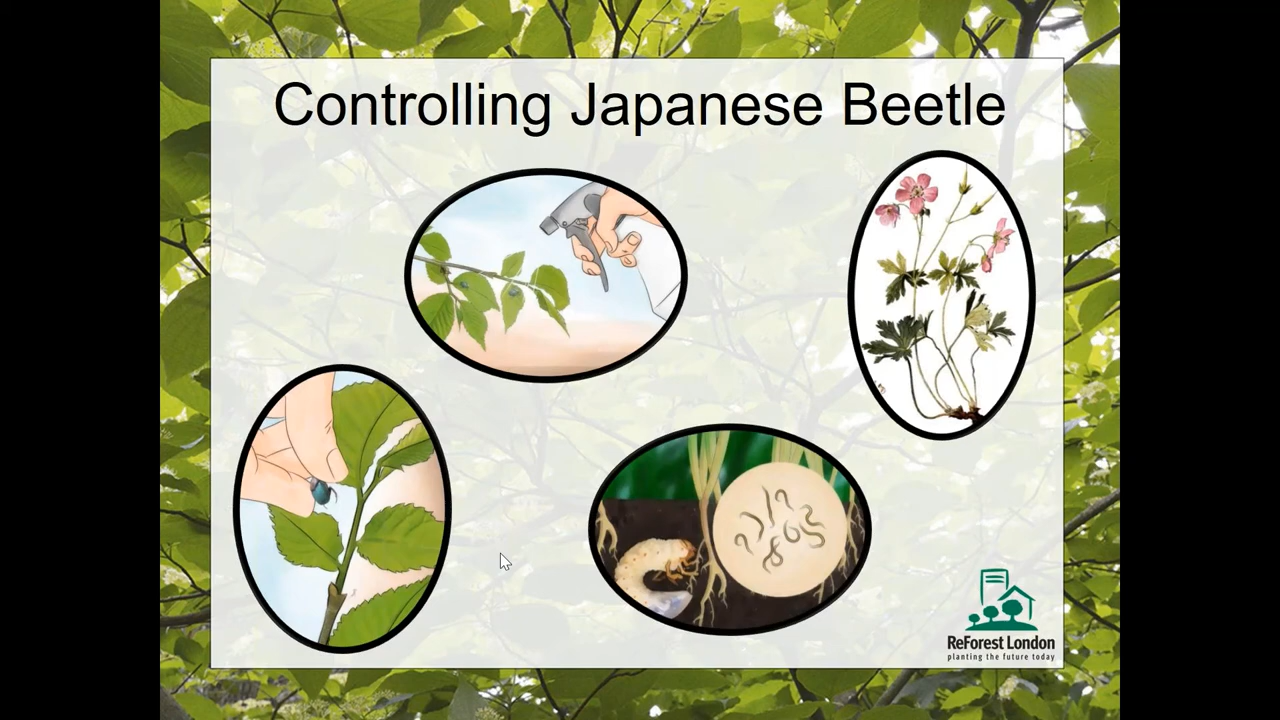 Controlling Japanese Beetle
ReForest London
planting the future today